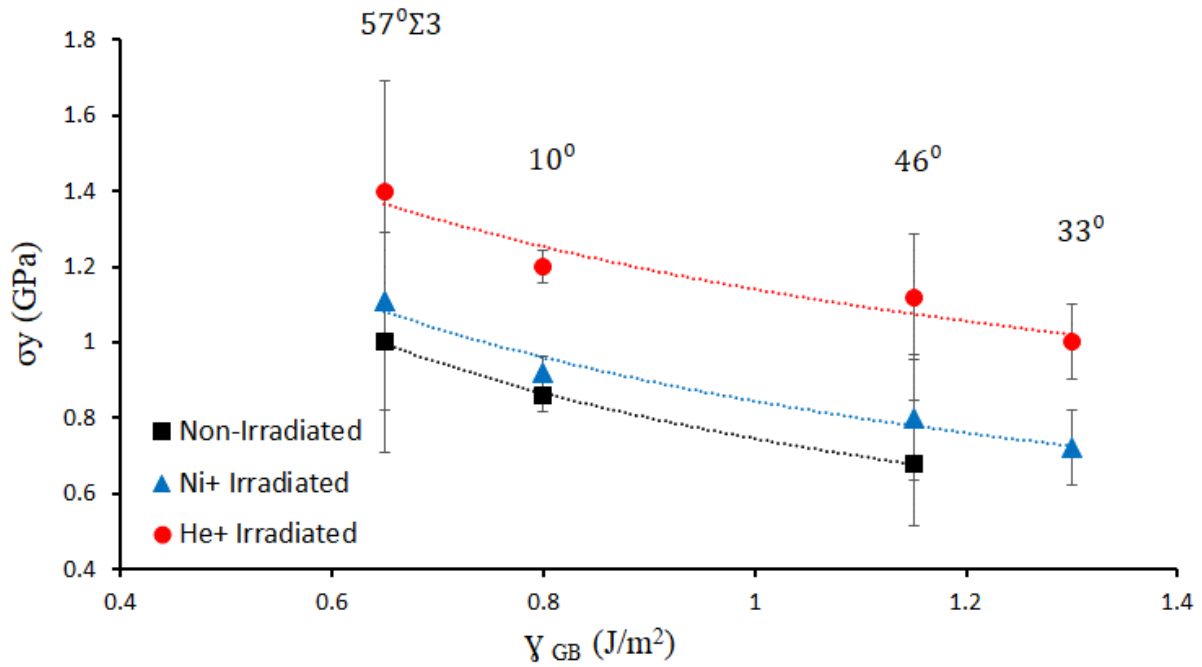 57⁰Σ3
10⁰
46⁰
33⁰
1.8
1.6
1.4
1.2
1
0.8
0.6
0.4
σy (GPa)
Non-Irradiated
Ni+ Irradiated
He+ Irradiated
0.4
0.6
0.8
1
1.2
1.4
Ɣ GB (J/m²)